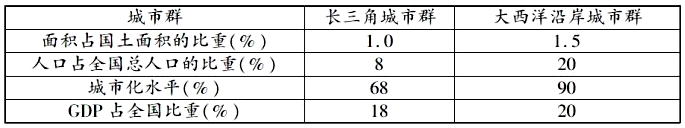 城市群 长三角城市群 大西洋沿岸城市群
面积占国土面积的比重(%) 1.0 1.5
人口占全国总人口的比重(%) 8 20
城市化水平(%) 68 90
GDP占全国比重(%) 18 20